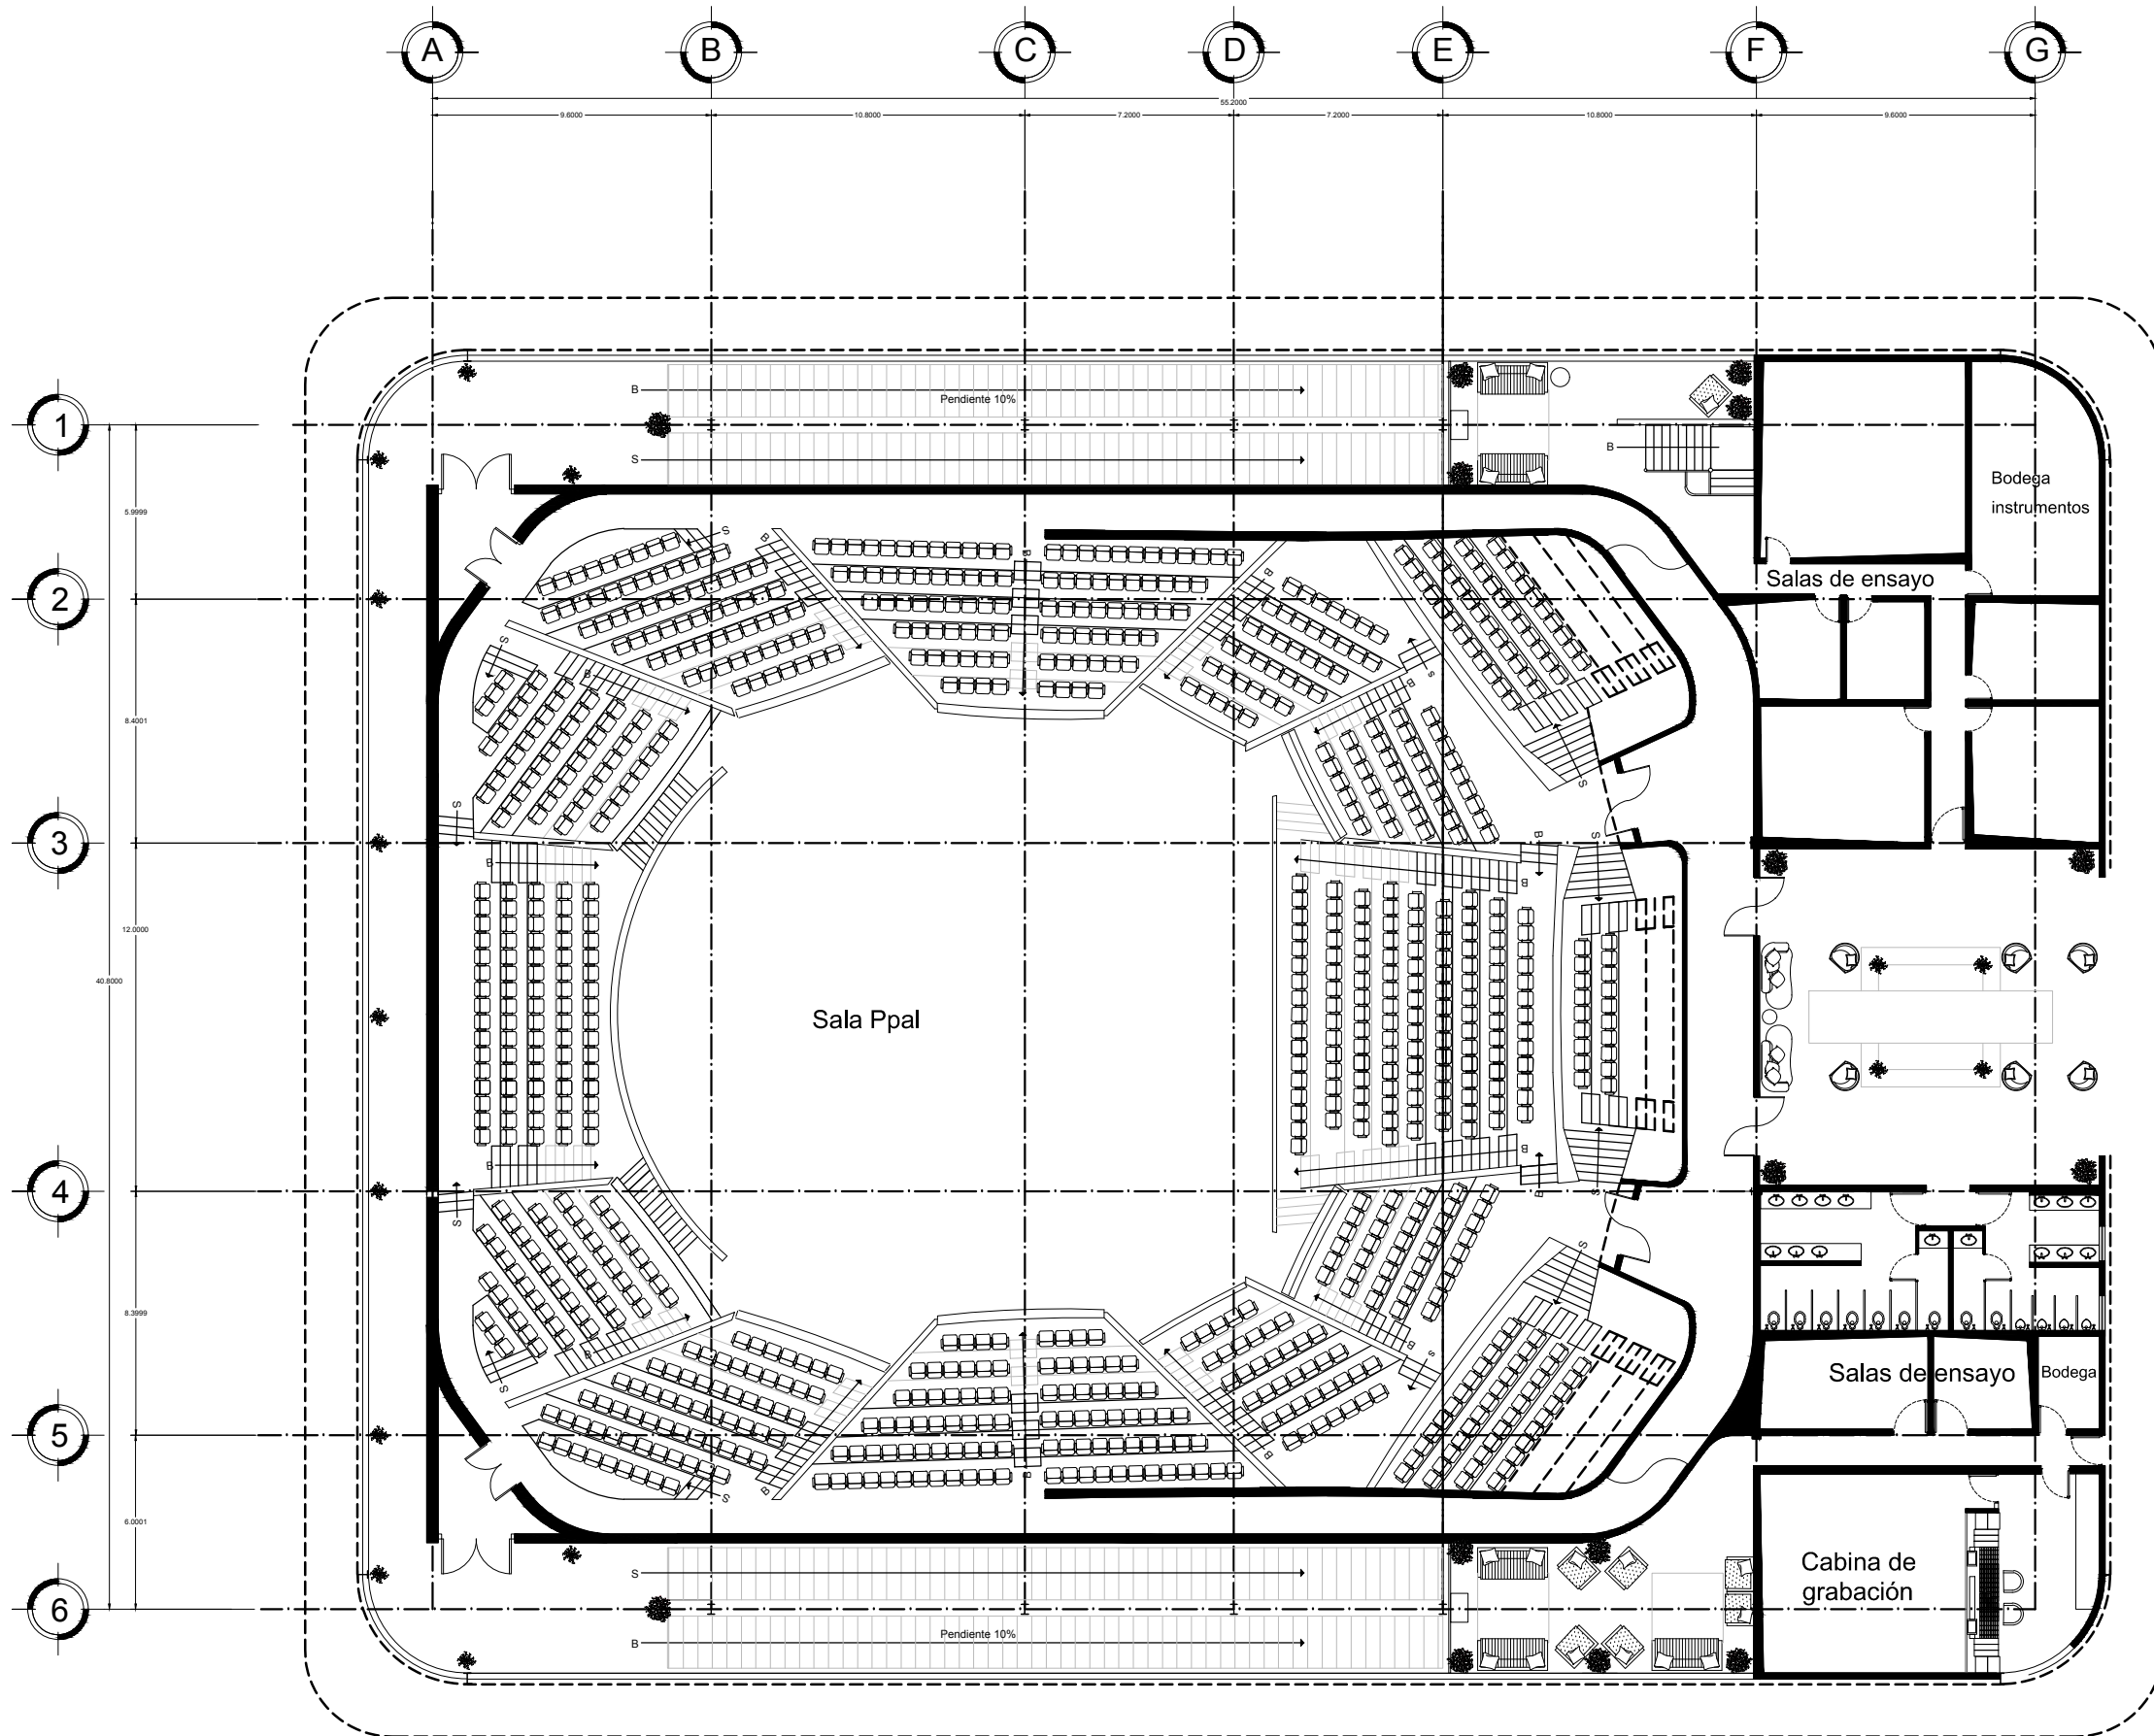 A B C D E F G
55.2000
9.6000 10.8000 7.2000 7.2000 10.8000 9.6000
1
2
3
4
5
6
5.9999
8.4001
12.0000
40.8000
8.3999
6.0001
B
Pendiente 10%
S
B
Bodega
instrumentos
Salas de ensayo
S
B
B
B
S
B
S
B
S
S
B
B
S
B
B
Sala Ppal
B
S
B
S
B
S
B
S
B
S
B
S
B
B
B
S
Salas de ensayo
Bodega
S
Pendiente 10%
B
Cabina de
grabación